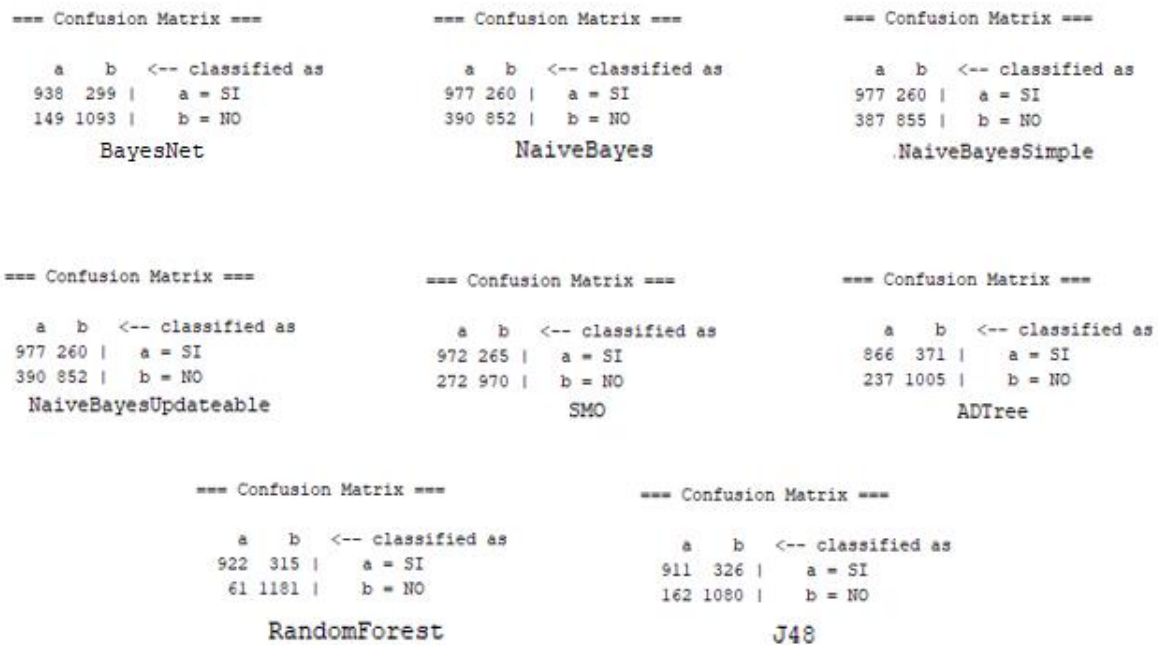 === Confusion Matrix ===
a b <-- classified as
938 299 | a = SI
149 1093 | b = NO
BayesNet
=== Confusion Matrix ===
a b <-- classified as
977 260 | a = SI
390 852 | b = NO
NaiveBayes
=== Confusion Matrix ===
a b <-- classified as
977 260 | a = SI
387 855 | b = NO
.NaiveBayesSimple
=== Confusion Matrix ===
a b <-- classified as
977 260 | a = SI
390 852 | b = NO
NaiveBayesUpdateable
=== Confusion Matrix ===
a b <-- classified as
972 265 | a = SI
272 970 | b = NO
SMO
=== Confusion Matrix ===
a b <-- classified as
866 371 | a = SI
237 1005 | b = NO
ADTree
=== Confusion Matrix ===
a b <-- classified as
922 315 | a = SI
61 1181 | b = NO
RandomForest
=== Confusion Matrix ===
a b <-- classified as
911 326 | a = SI
162 1080 | b = NO
J48